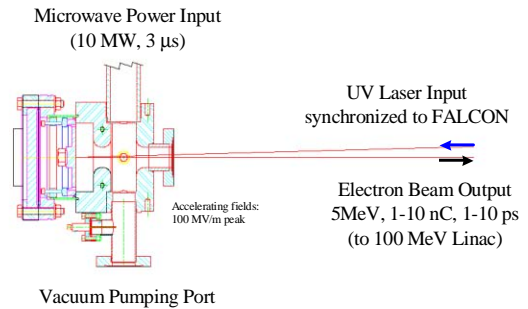 Microwave Power Input
(10 MW, 3 μs)
UV Laser Input
synchronized to FALCON
Accelerating fields:
100 MV/m peak
Electron Beam Output
5MeV, 1-10 nC, 1-10 ps
(to 100 MeV Linac)
Vacuum Pumping Port